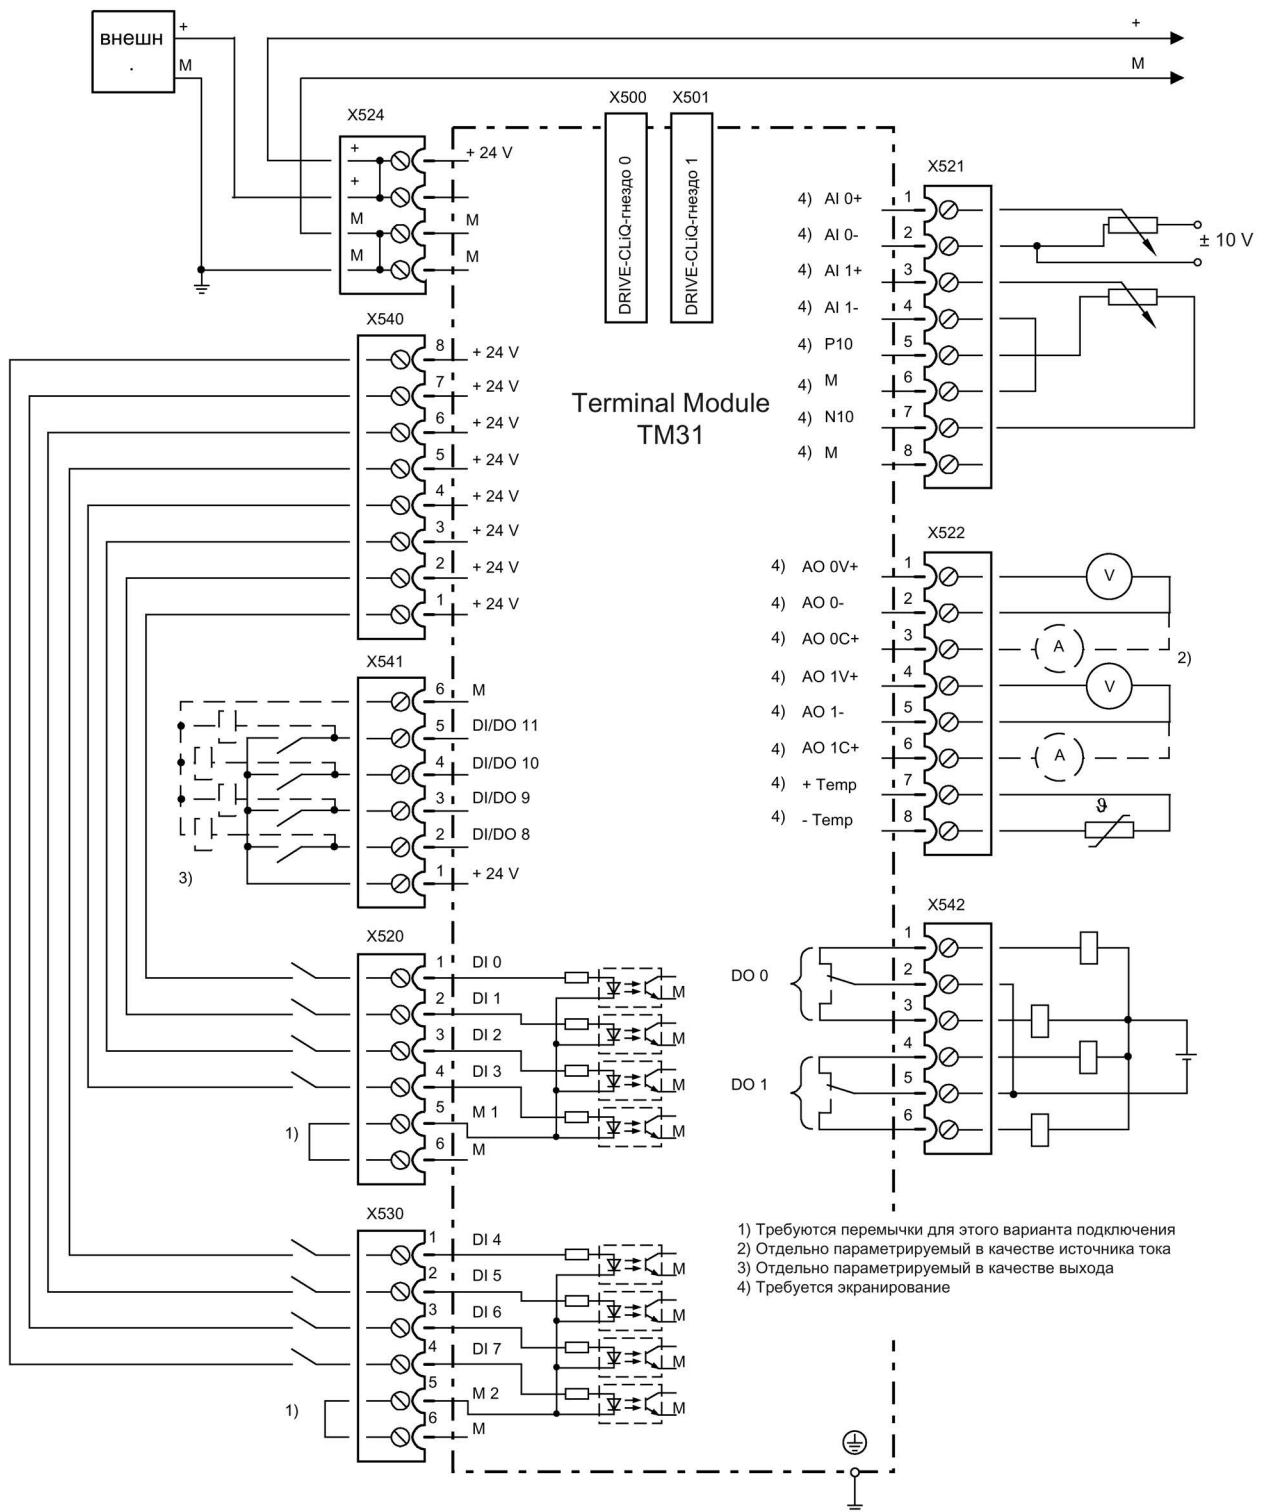 внешн
.
+
M
+
M
X524
+
+
M
M
+ 24 V
M
M
X500
X501
DRIVE-CLiQ-гнездо 0
DRIVE-CLiQ-гнездо 1
Terminal Module
TM31
X540
8 + 24 V
7 + 24 V
6 + 24 V
5 + 24 V
4 + 24 V
3 + 24 V
2 + 24 V
1 + 24 V
X541
6 M
5 DI/DO 11
4 DI/DO 10
3 DI/DO 9
2 DI/DO 8
1 + 24 V
3)
X520
1 DI 0
2 DI 1
3 DI 2
4 DI 3
5 M 1
6 M
1)
M
M
M
M
X530
1 DI 4
2 DI 5
3 DI 6
4 DI 7
5 M 2
6 M
1)
M
M
M
M
X521
4) AI 0+ 1
4) AI 0- 2
4) AI 1+ 3
4) AI 1- 4
4) P10 5
4) M 6
4) N10 7
4) M 8
± 10 V
X522
4) AO 0V+ 1
4) AO 0- 2
4) AO 0C+ 3
4) AO 1V+ 4
4) AO 1- 5
4) AO 1C+ 6
4) + Temp 7
4) - Temp 8
V
A
2)
V
A
ϑ
X542
DO 0
1
2
3
DO 1
4
5
6
1) Требуются перемычки для этого варианта подключения
2) Отдельно параметрируемый в качестве источника тока
3) Отдельно параметрируемый в качестве выхода
4) Требуется экранирование